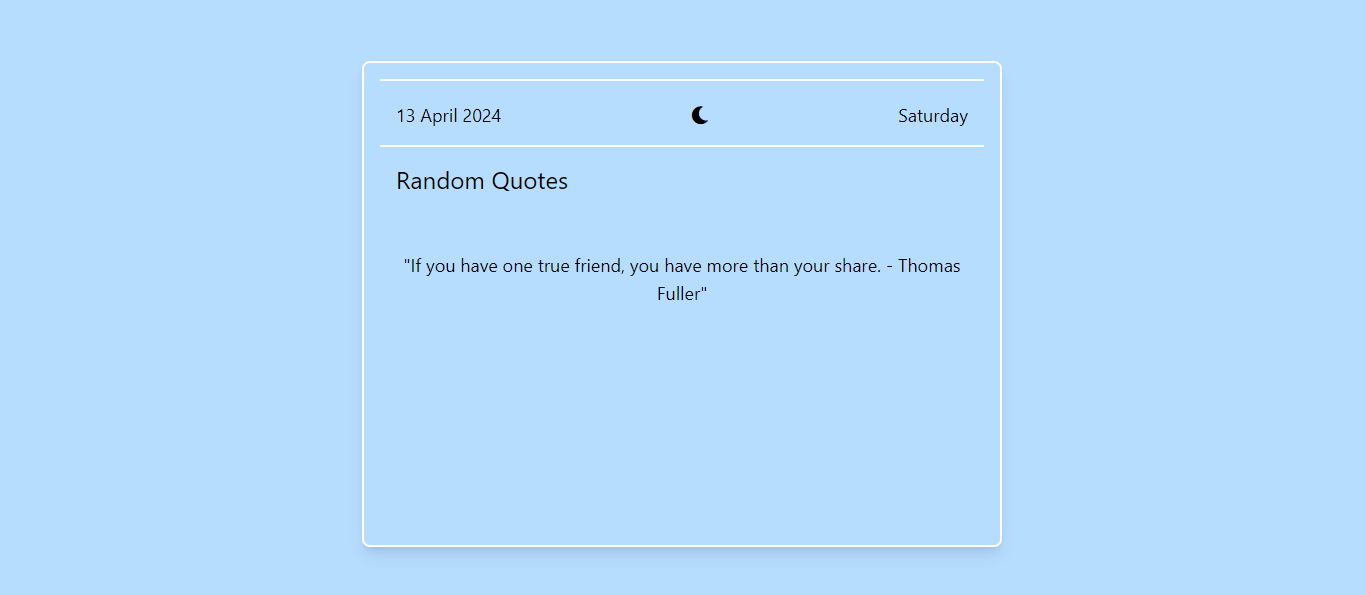 13 April 2024 Saturday
Random Quotes
"If you have one true friend, you have more than your share. - Thomas
Fuller"